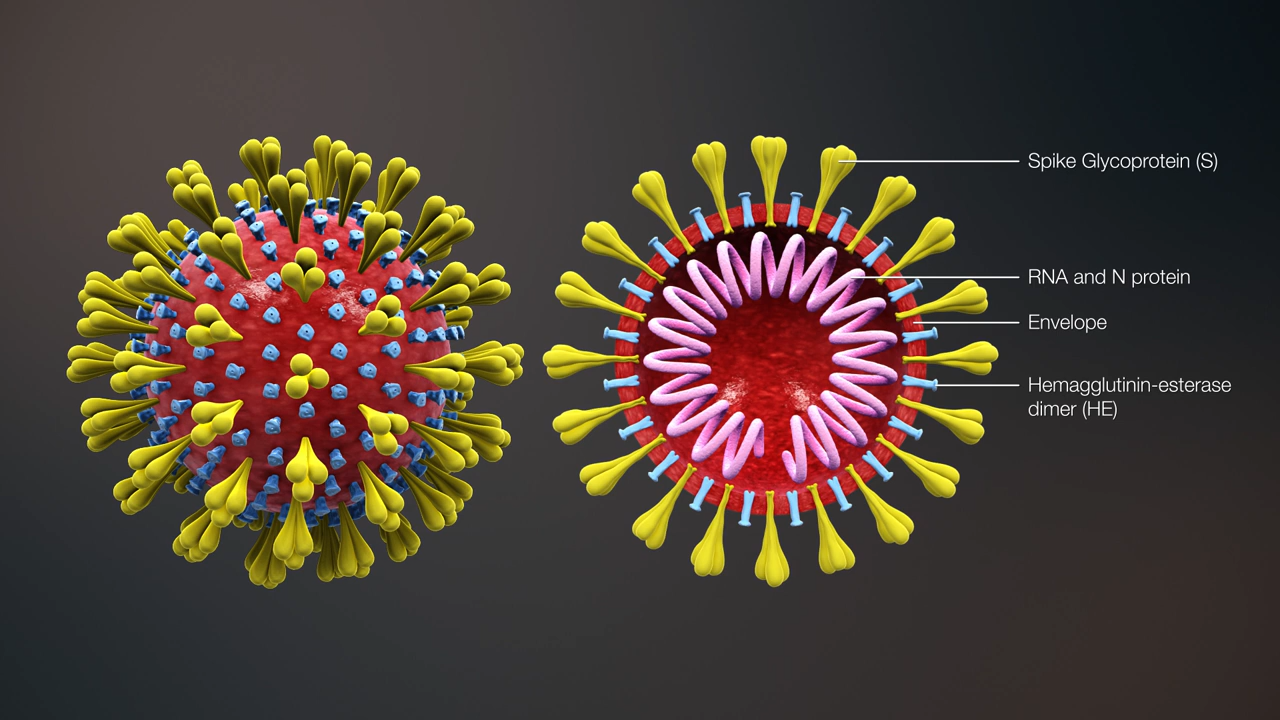 Spike Glycoprotein (S)
RNA and N protein
Envelope
Hemagglutinin-esterase
dimer (HE)